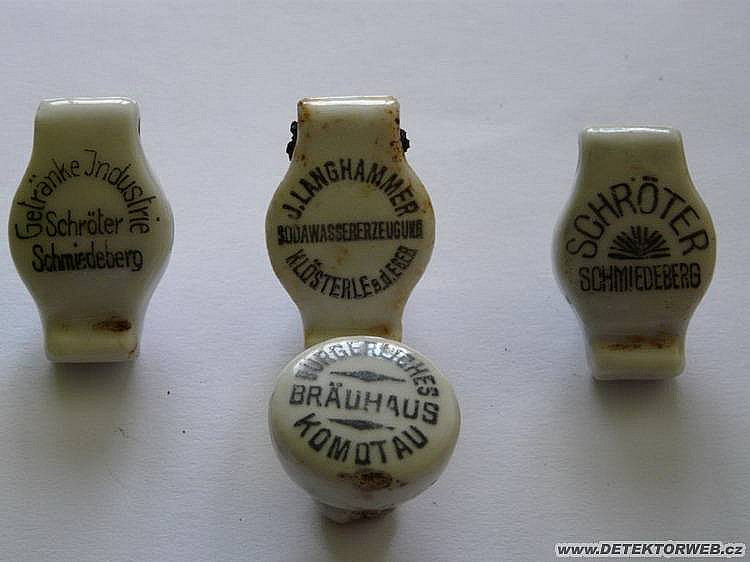 Getränke Industrie
Schröter
Schmiedeberg
J. LANGHAMMER
SODAWASSERERZEUGUNG
KLÖSTERLE a.d. EGER
SCHRÖTER
SCHMIEDEBERG
BÜRGERLICHES
BRÄUHAUS
KOMOTAU
www.DETEKTORWEB.cz